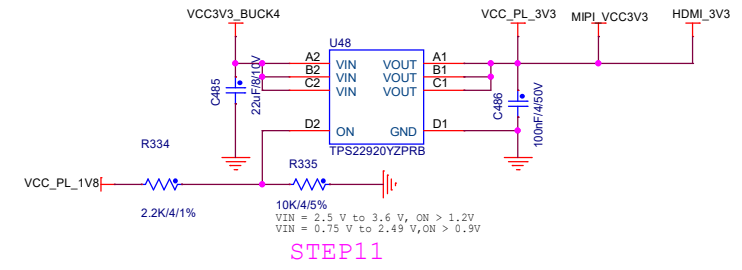 VCC3V3_BUCK4
VCC_PL_3V3
MIPI_VCC3V3
HDMI_3V3
U48
A2 VIN VOUT A1
B2 VIN VOUT B1
C2 VIN VOUT C1
C485
22uF/8/10V
C486
100nF/4/50V
D2 ON GND D1
TPS22920YZPRB
R334
R335
VCC_PL_1V8
2.2K/4/1%
10K/4/5%
VIN = 2.5 V to 3.6 V, ON > 1.2V
VIN = 0.75 V to 2.49 V,ON > 0.9V
STEP11